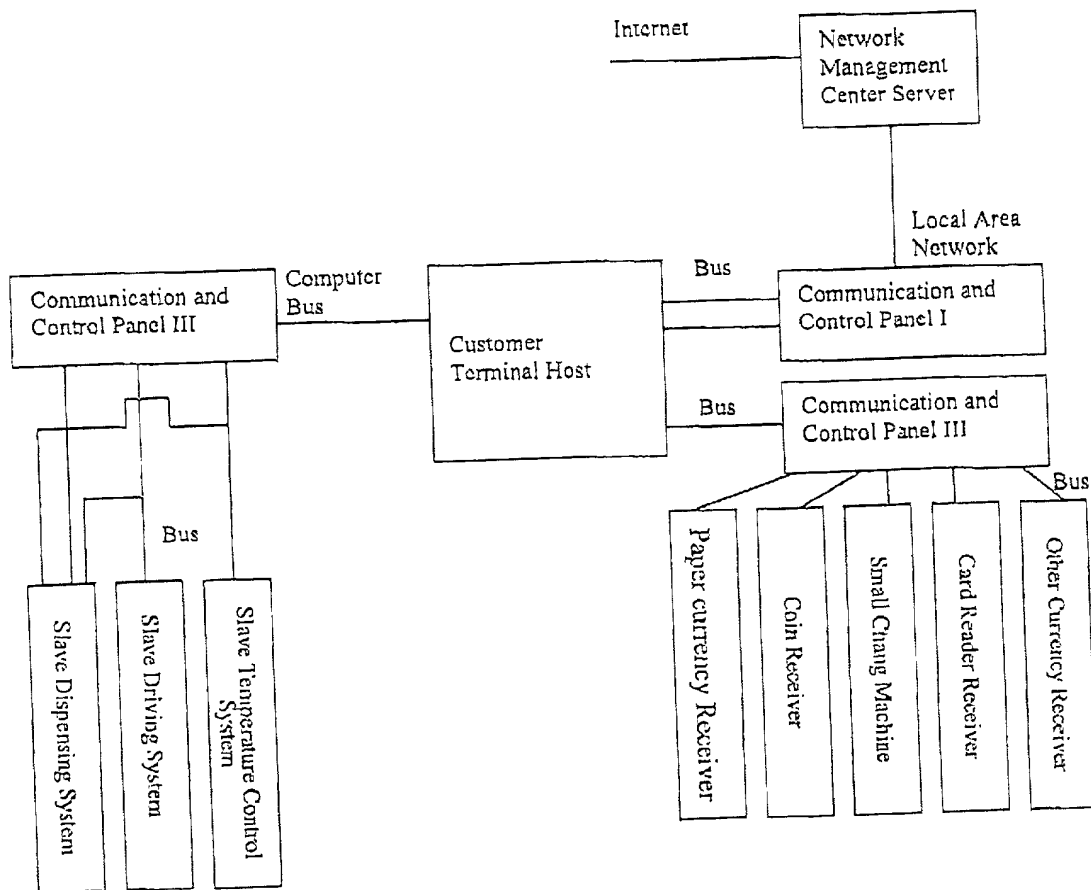 Internet
Network
Management
Center Server
Local Area
Network
Computer
Bus
Bus
Communication and
Control Panel III
Customer
Terminal Host
Communication and
Control Panel I
Bus
Communication and
Control Panel III
Bus
Bus
Slave Dispensing
System
Slave Driving System
Slave Temperature Control
System
Paper currency Receiver
Coin Receiver
Small Chang Machine
Card Reader Receiver
Other Currency Receiver